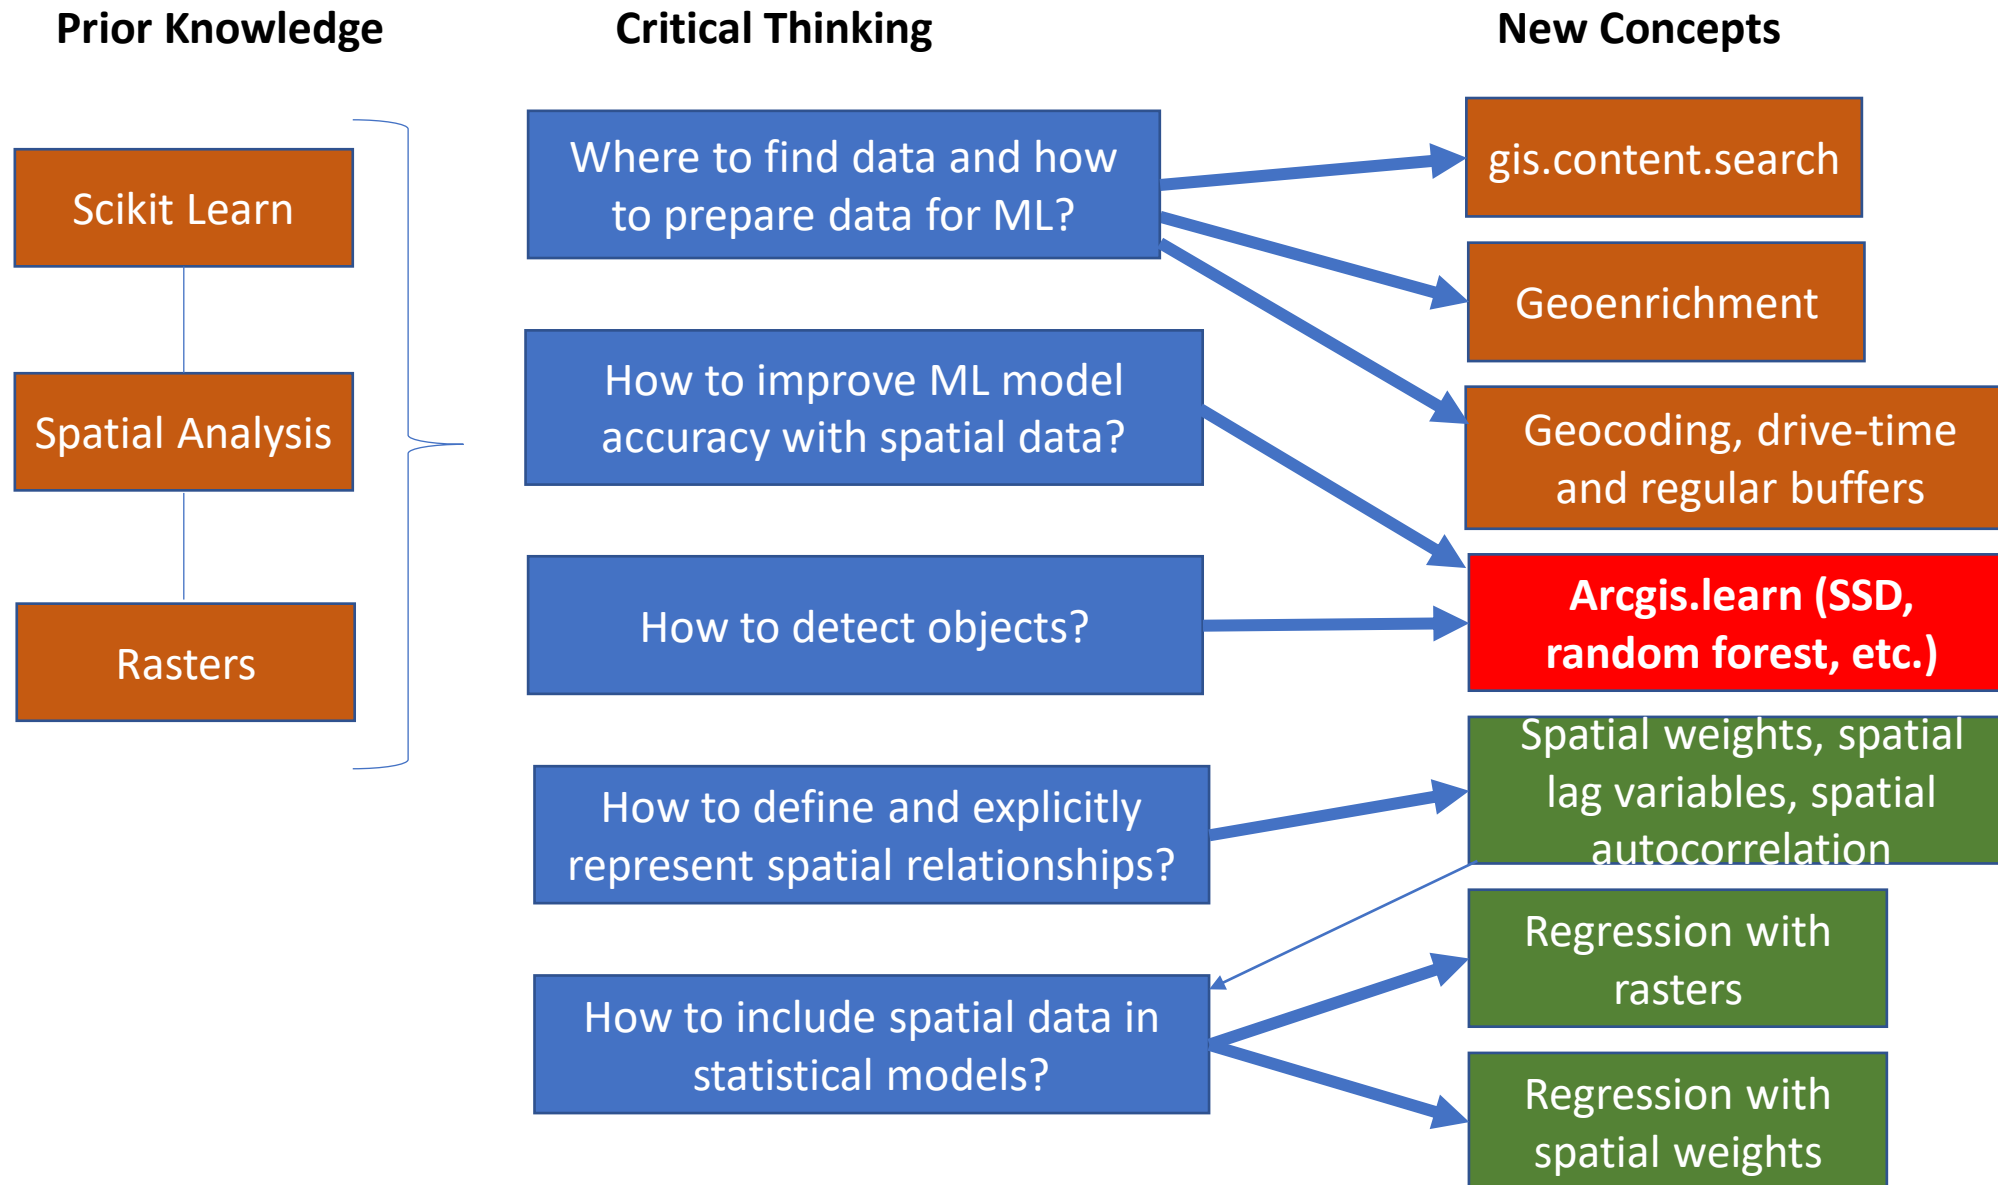 Prior Knowledge
Critical Thinking
New Concepts
Scikit Learn
Spatial Analysis
Rasters
Where to find data and how
to prepare data for ML?
How to improve ML model
accuracy with spatial data?
How to detect objects?
How to define and explicitly
represent spatial relationships?
How to include spatial data in
statistical models?
gis.content.search
Geoenrichment
Geocoding, drive-time
and regular buffers
Arcgis.learn (SSD,
random forest, etc.)
Spatial weights, spatial
lag variables, spatial
autocorrelation
Regression with
rasters
Regression with
spatial weights